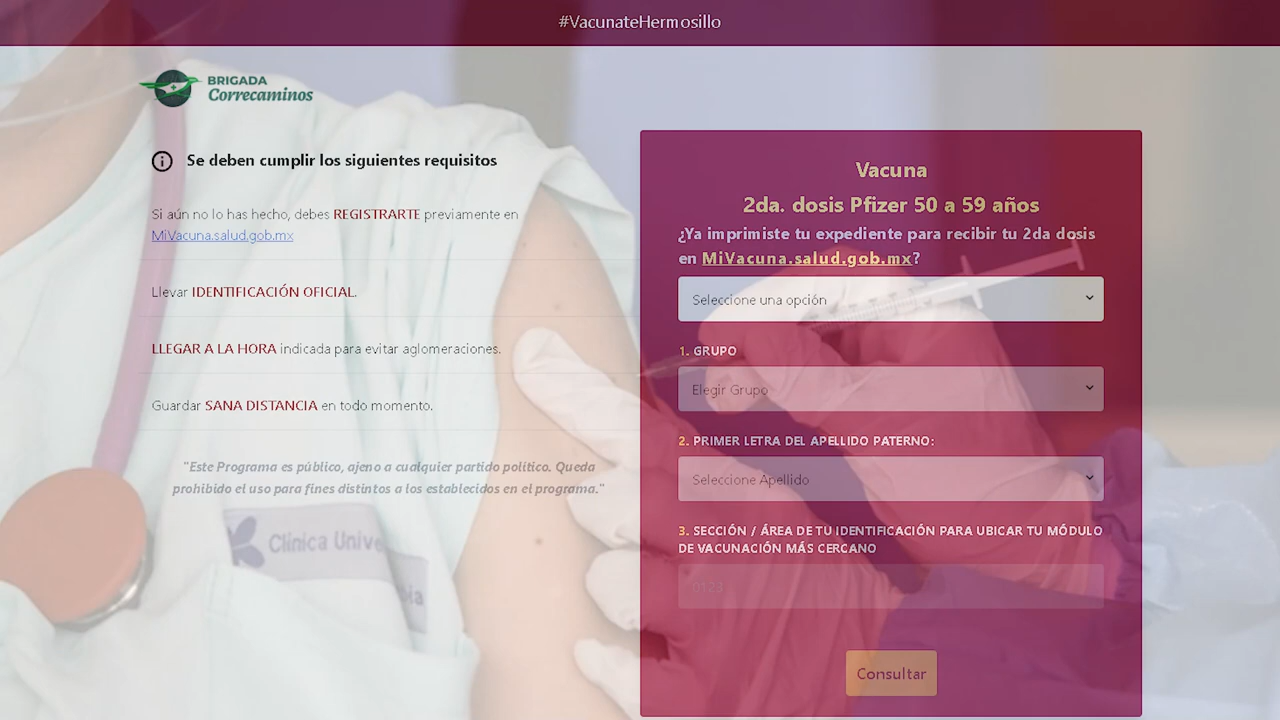 #VacunateHermosillo
BRIGADA
Correcaminos
Se deben cumplir los siguientes requisitos
Si aún no lo has hecho, debes REGISTRARTE previamente en
MiVacuna.salud.gob.mx
Llevar IDENTIFICACIÓN OFICIAL.
LLEGAR A LA HORA indicada para evitar aglomeraciones.
Guardar SANA DISTANCIA en todo momento.
"Este Programa es público, ajeno a cualquier partido político. Queda
prohibido el uso para fines distintos a los establecidos en el programa."
Clínica Unive
Vacuna
2da. dosis Pfizer 50 a 59 años
¿Ya imprimiste tu expediente para recibir tu 2da dosis
en MiVacuna.salud.gob.mx?
Seleccione una opción
1. GRUPO
Elegir Grupo
2. PRIMER LETRA DEL APELLIDO PATERNO:
Seleccione Apellido
3. SECCIÓN / ÁREA DE TU IDENTIFICACIÓN PARA UBICAR TU MÓDULO
DE VACUNACIÓN MÁS CERCANO
0123
Consultar